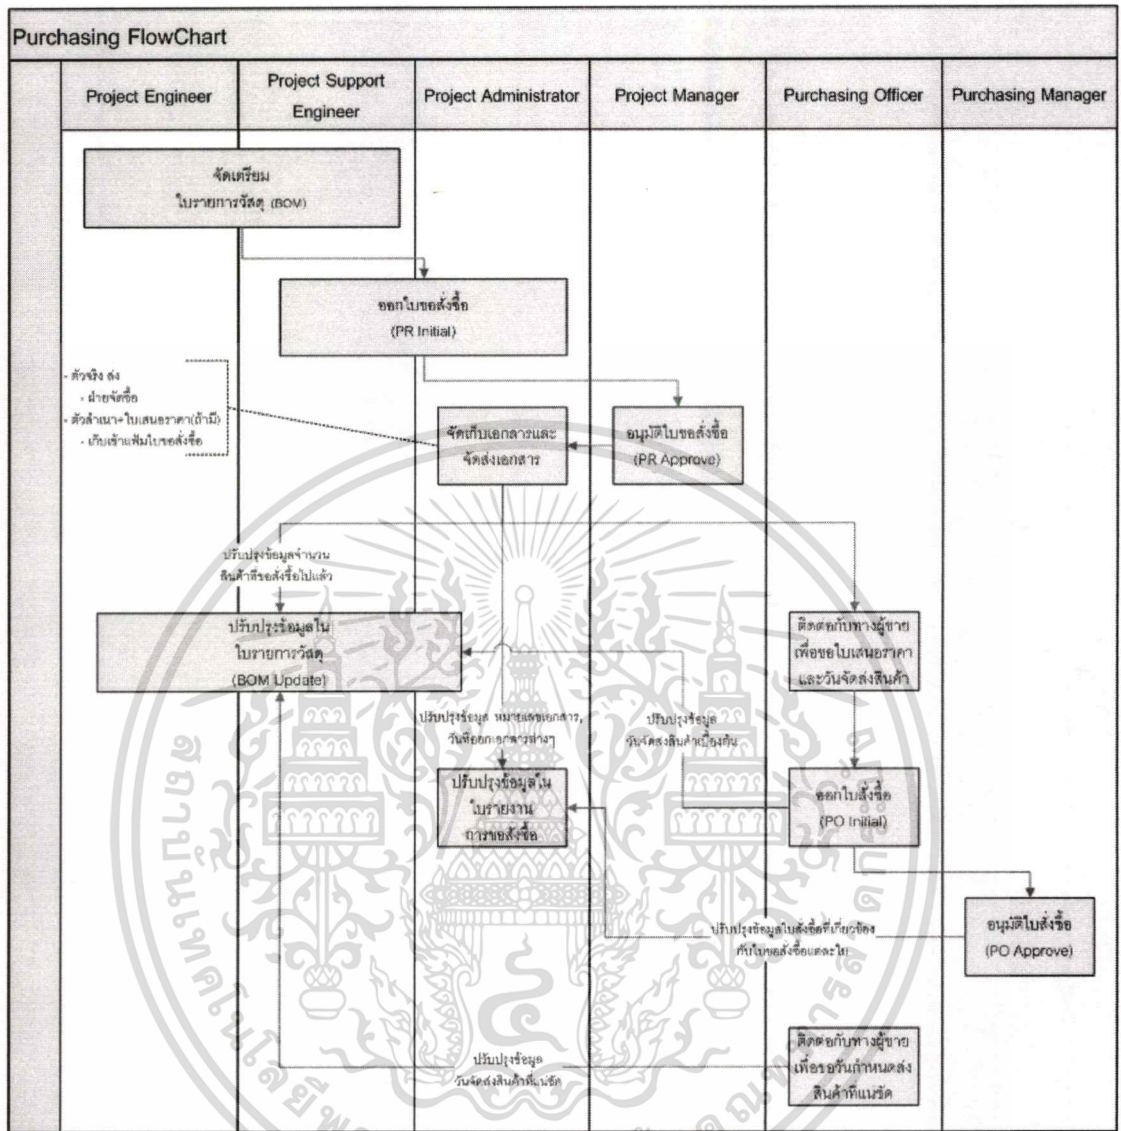 Purchasing FlowChart
Project Engineer
Project Support
Engineer
Project Administrator
Project Manager
Purchasing Officer
Purchasing Manager
จัดเตรียม
ใบรายการวัสดุ (BOM)
ออกใบขอสั่งซื้อ
(PR Initial)
- ตัวจริง ส่ง
- ฝ่ายจัดซื้อ
- ตัวสำเนา+ใบเสนอราคา(ถ้ามี)
- เก็บเข้าแฟ้มใบขอสั่งซื้อ
จัดเก็บเอกสารและ
จัดส่งเอกสาร
อนุมัติใบขอสั่งซื้อ
(PR Approve)
ปรับปรุงข้อมูลจำนวน
สินค้าที่ขอสั่งซื้อไปแล้ว
ปรับปรุงข้อมูลใน
ใบรายการวัสดุ
(BOM Update)
ติดต่อกับทางผู้ขาย
เพื่อขอใบเสนอราคา
และวันจัดส่งสินค้า
ปรับปรุงข้อมูล หมายเลขเอกสาร,
วันที่ออกเอกสารต่างๆ
ปรับปรุงข้อมูล
วันจัดส่งสินค้าเบื้องต้น
ปรับปรุงข้อมูลใน
ใบรายงาน
การขอสั่งซื้อ
ออกใบสั่งซื้อ
(PO Initial)
ปรับปรุงข้อมูลใบสั่งซื้อที่เกี่ยวข้อง
กับใบขอสั่งซื้อแต่ละใบ
อนุมัติใบสั่งซื้อ
(PO Approve)
ปรับปรุงข้อมูล
วันจัดส่งสินค้าที่แน่ชัด
ติดต่อกับทางผู้ขาย
เพื่อขอวันกำหนดส่ง
สินค้าที่แน่ชัด